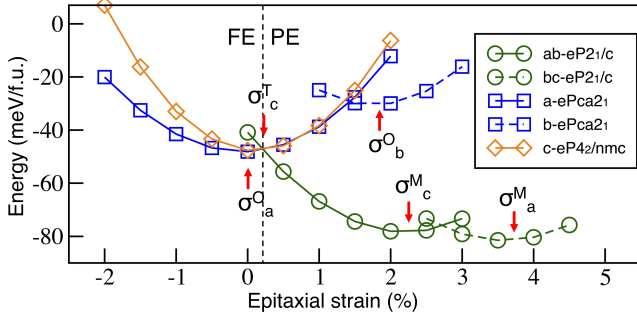 FE PE
ab-eP2₁/c
bc-eP2₁/c
a-ePca2₁
b-ePca2₁
c-eP4₂/nmc
σᵀc
σᴼb
σᴼa
σᴹc
σᴹa
Energy (meV/f.u.)
0
-20
-40
-60
-80
-2 -1 0 1 2 3 4 5
Epitaxial strain (%)